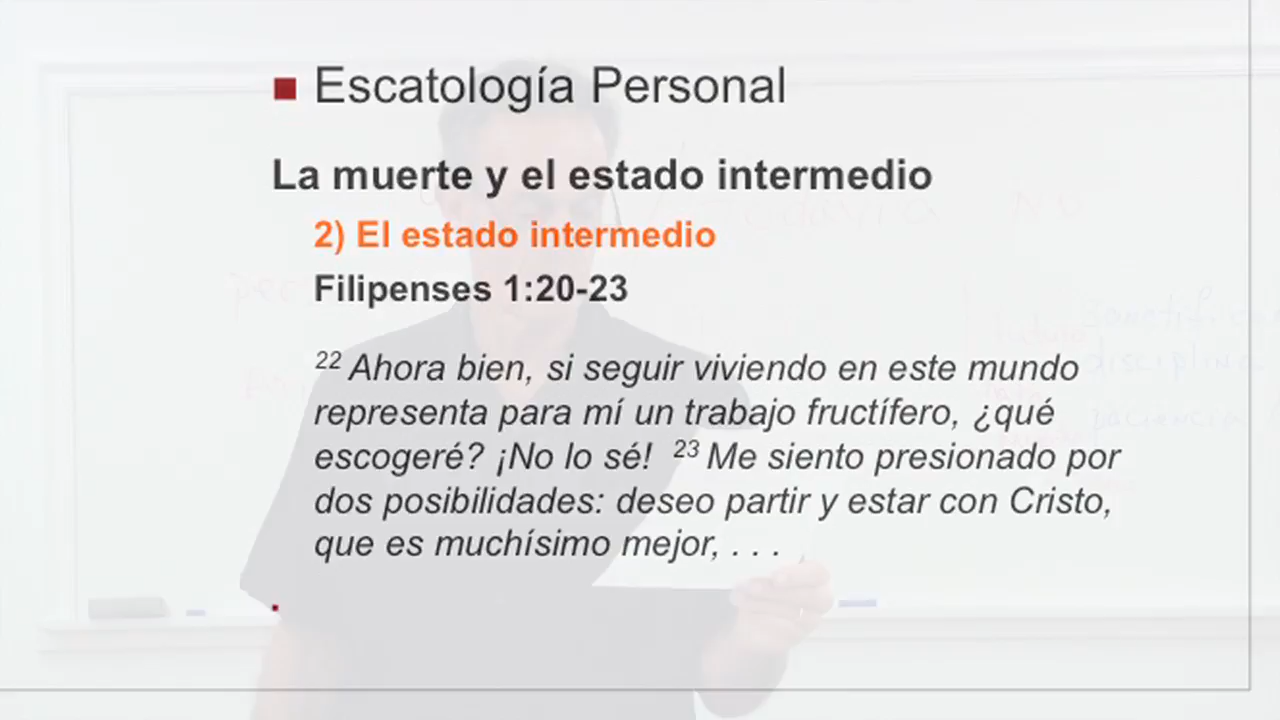 Escatología Personal
La muerte y el estado intermedio
2) El estado intermedio
Filipenses 1:20-23
22 Ahora bien, si seguir viviendo en este mundo
representa para mí un trabajo fructífero, ¿qué
escogeré? ¡No lo sé! 23 Me siento presionado por
dos posibilidades: deseo partir y estar con Cristo,
que es muchísimo mejor, . . .